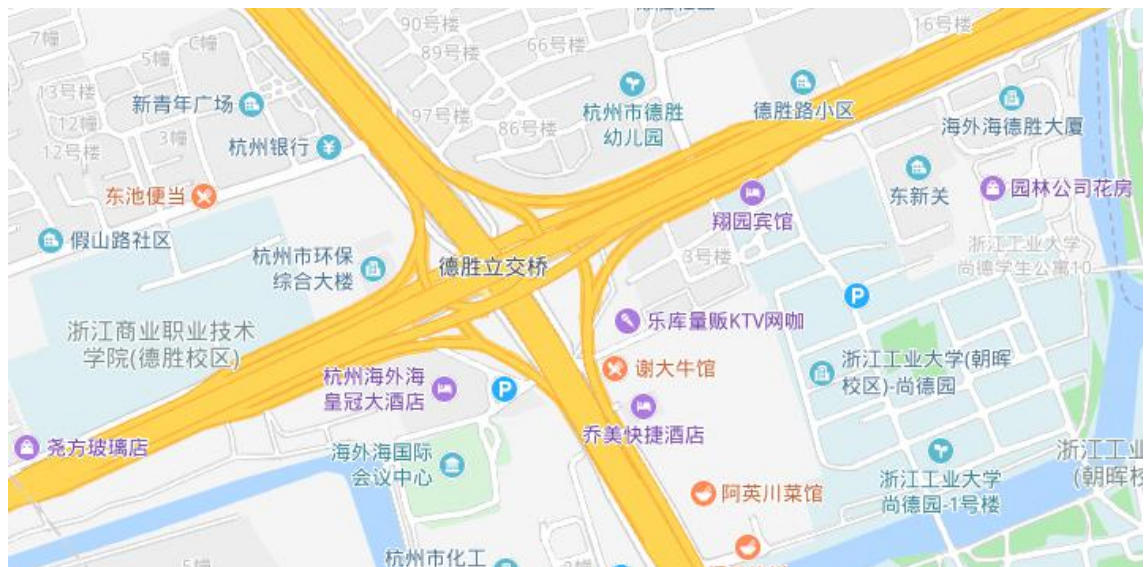 90号楼
16号楼
7幢
C幢
89号楼
66号楼
5幢
13号楼
新青年广场
97号楼
杭州市德胜
幼儿园
德胜路小区
海外海德胜大厦
12幢
3幢
86号楼
12号楼
杭州银行
东池便当
东新关
园林公司花房
翔园宾馆
假山路社区
杭州市环保
综合大楼
德胜立交桥
3号楼
浙江工业大学
尚德学生公寓10
P
浙江商业职业技术
学院(德胜校区)
乐库量贩KTV网咖
谢大牛馆
浙江工业大学(朝晖
校区)-尚德园
杭州海外海
皇冠大酒店
P
乔美快捷酒店
尧方玻璃店
海外海国际
会议中心
浙江工业
(朝晖校
浙江工业大学
尚德园-1号楼
阿英川菜馆
杭州市化工